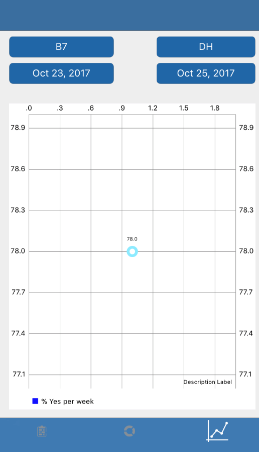 B7 DH
Oct 23, 2017 Oct 25, 2017
.0 .3 .6 .9 1.2 1.5 1.8
78.9 78.9
78.6 78.6
78.3 78.3
78.0
78.0 78.0
77.7 77.7
77.4 77.4
77.1 77.1
Description Label
% Yes per week